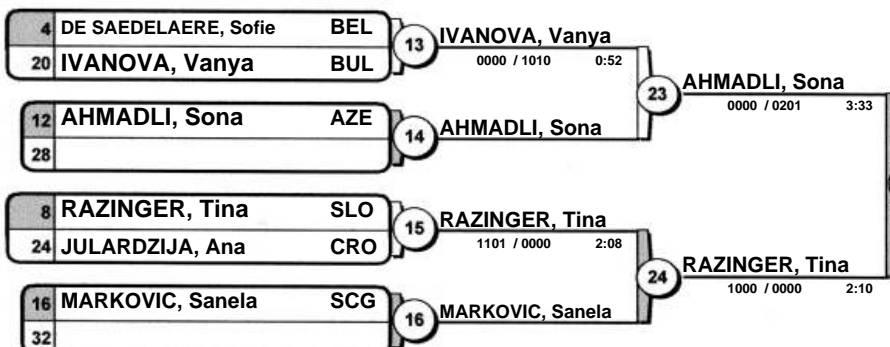 4 DE SAEDELAERE, Sofie BEL
20 IVANOVA, Vanya BUL
13
IVANOVA, Vanya
0000 / 1010 0:52
12 AHMADLI, Sona AZE
28
14
AHMADLI, Sona
23
AHMADLI, Sona
0000 / 0201 3:33
8 RAZINGER, Tina SLO
24 JULARDZIJA, Ana CRO
15
RAZINGER, Tina
1101 / 0000 2:08
16 MARKOVIC, Sanela SCG
32
16
MARKOVIC, Sanela
24
RAZINGER, Tina
1000 / 0000 2:10